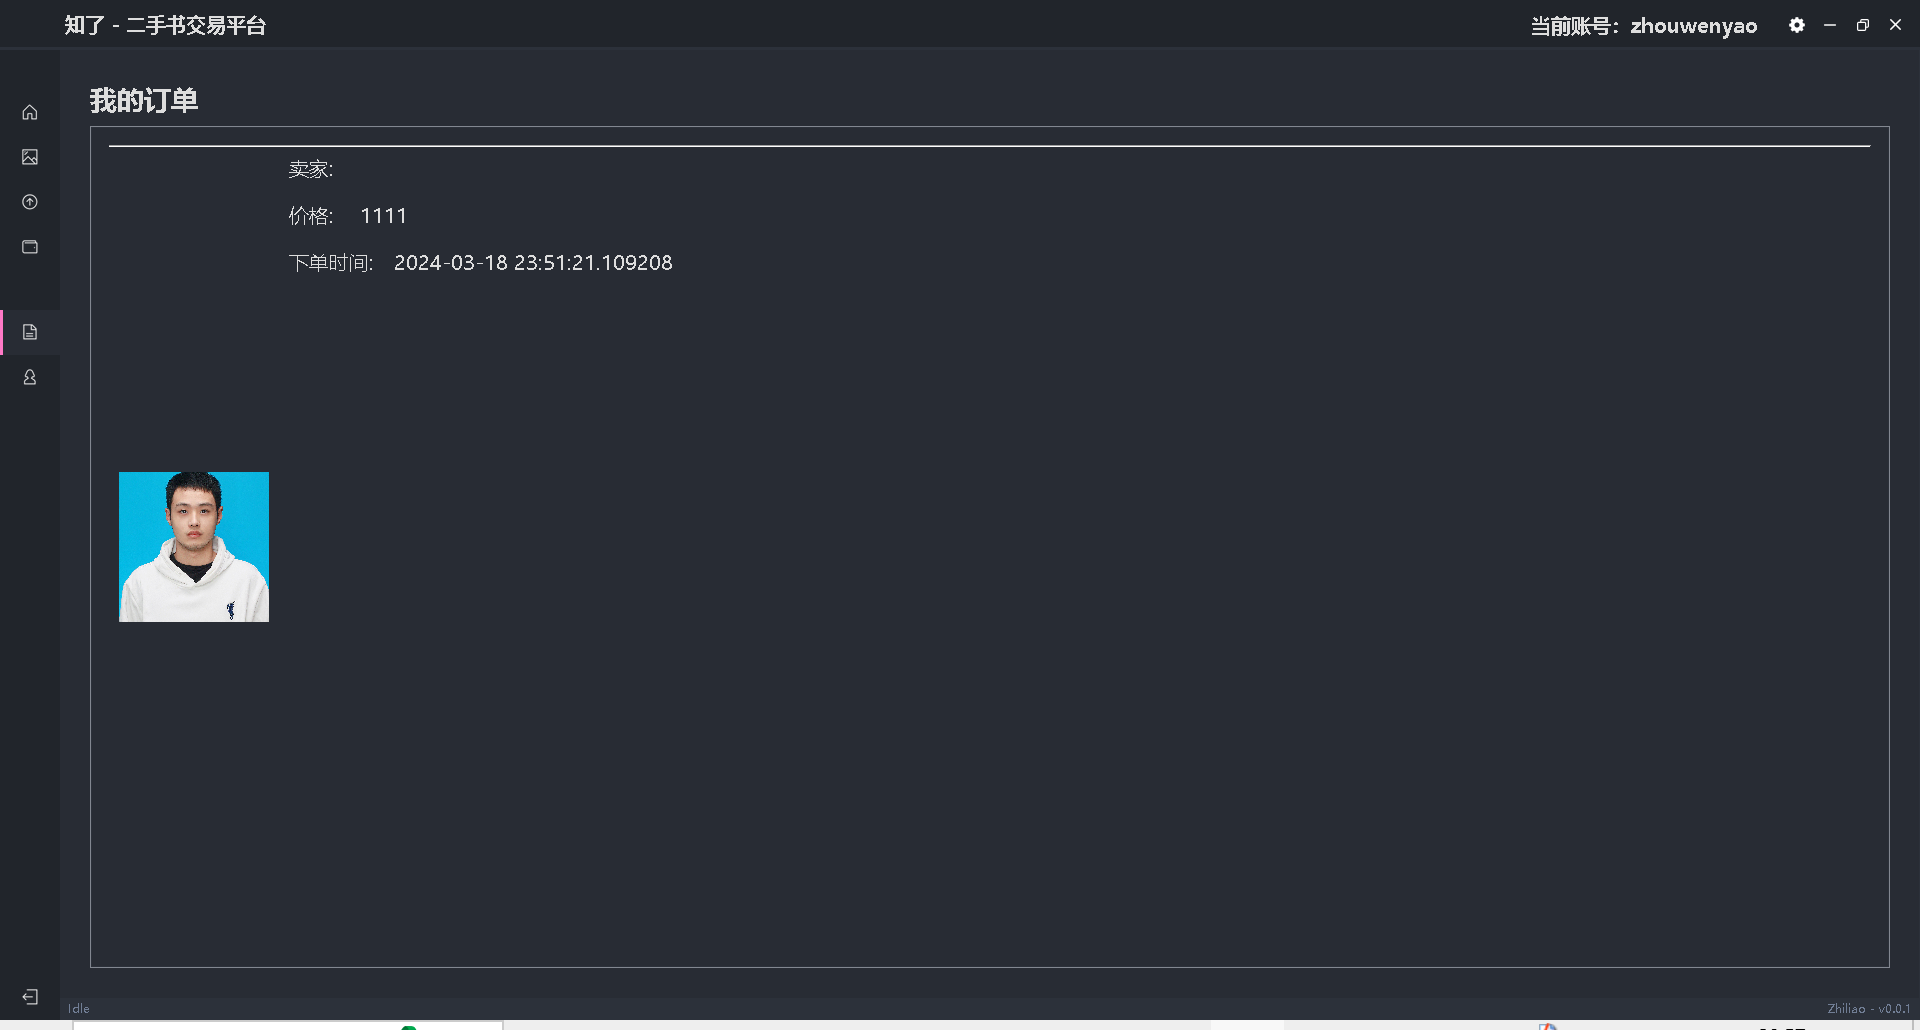 知了 - 二手书交易平台
当前账号：zhouwenyao
我的订单
卖家:
价格: 1111
下单时间: 2024-03-18 23:51:21.109208
Idle
Zhiliao - v0.0.1